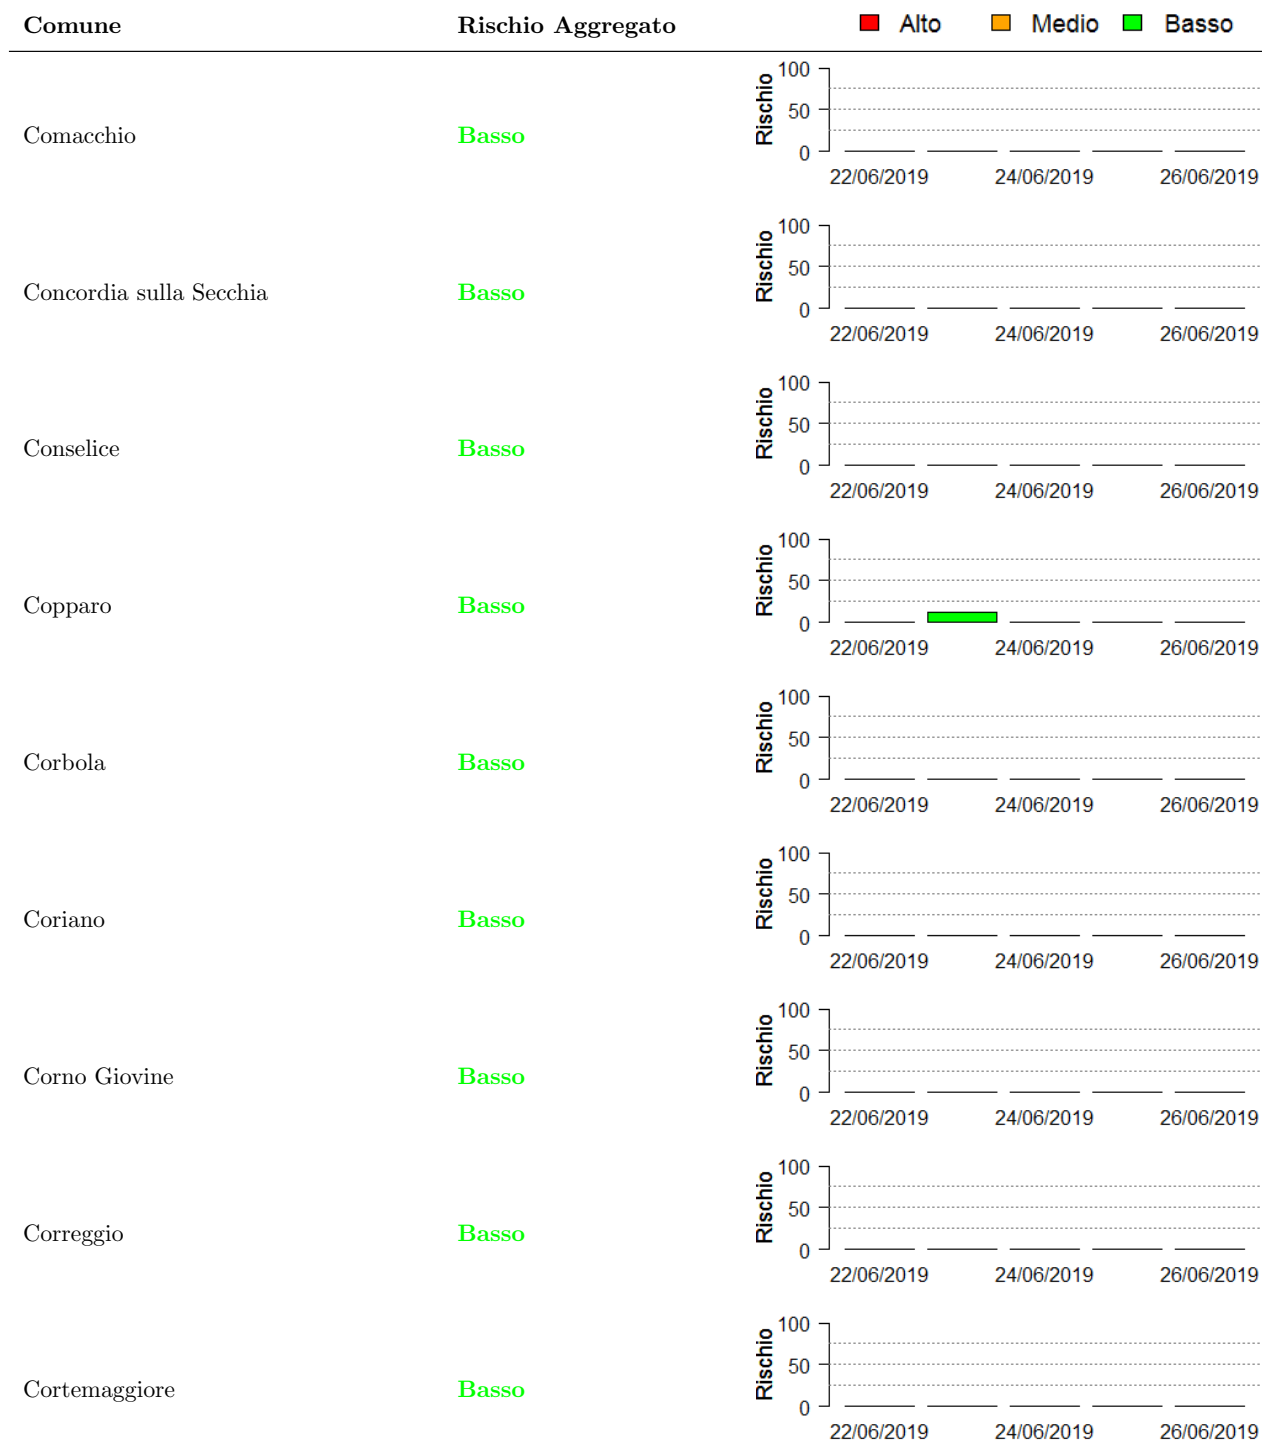 Comune Rischio Aggregato Alto Medio Basso
100
50
0
Rischio
Comacchio Basso
22/06/2019 24/06/2019 26/06/2019
100
50
0
Rischio
Concordia sulla Secchia Basso
22/06/2019 24/06/2019 26/06/2019
100
50
0
Rischio
Conselice Basso
22/06/2019 24/06/2019 26/06/2019
100
50
0
Rischio
Copparo Basso
22/06/2019 24/06/2019 26/06/2019
100
50
0
Rischio
Corbola Basso
22/06/2019 24/06/2019 26/06/2019
100
50
0
Rischio
Coriano Basso
22/06/2019 24/06/2019 26/06/2019
100
50
0
Rischio
Corno Giovine Basso
22/06/2019 24/06/2019 26/06/2019
100
50
0
Rischio
Correggio Basso
22/06/2019 24/06/2019 26/06/2019
100
50
0
Rischio
Cortemaggiore Basso
22/06/2019 24/06/2019 26/06/2019